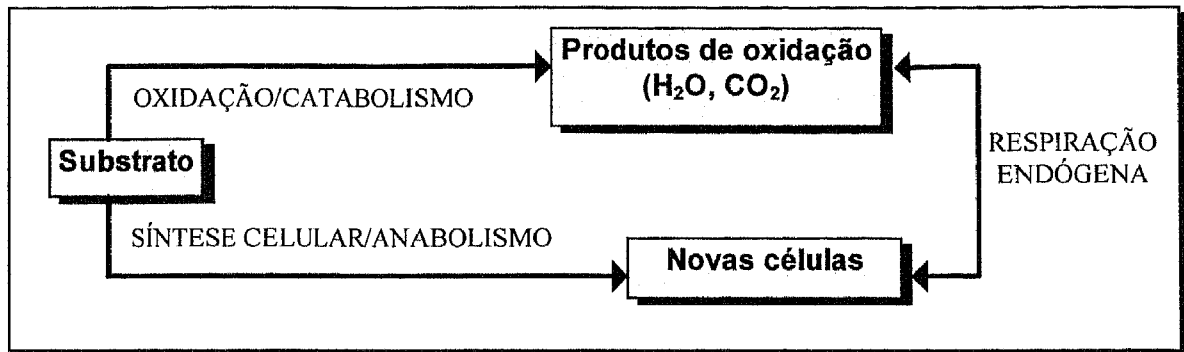 Produtos de oxidação
(H₂O, CO₂)
OXIDAÇÃO/CATABOLISMO
RESPIRAÇÃO
ENDÓGENA
Substrato
SÍNTESE CELULAR/ANABOLISMO
Novas células